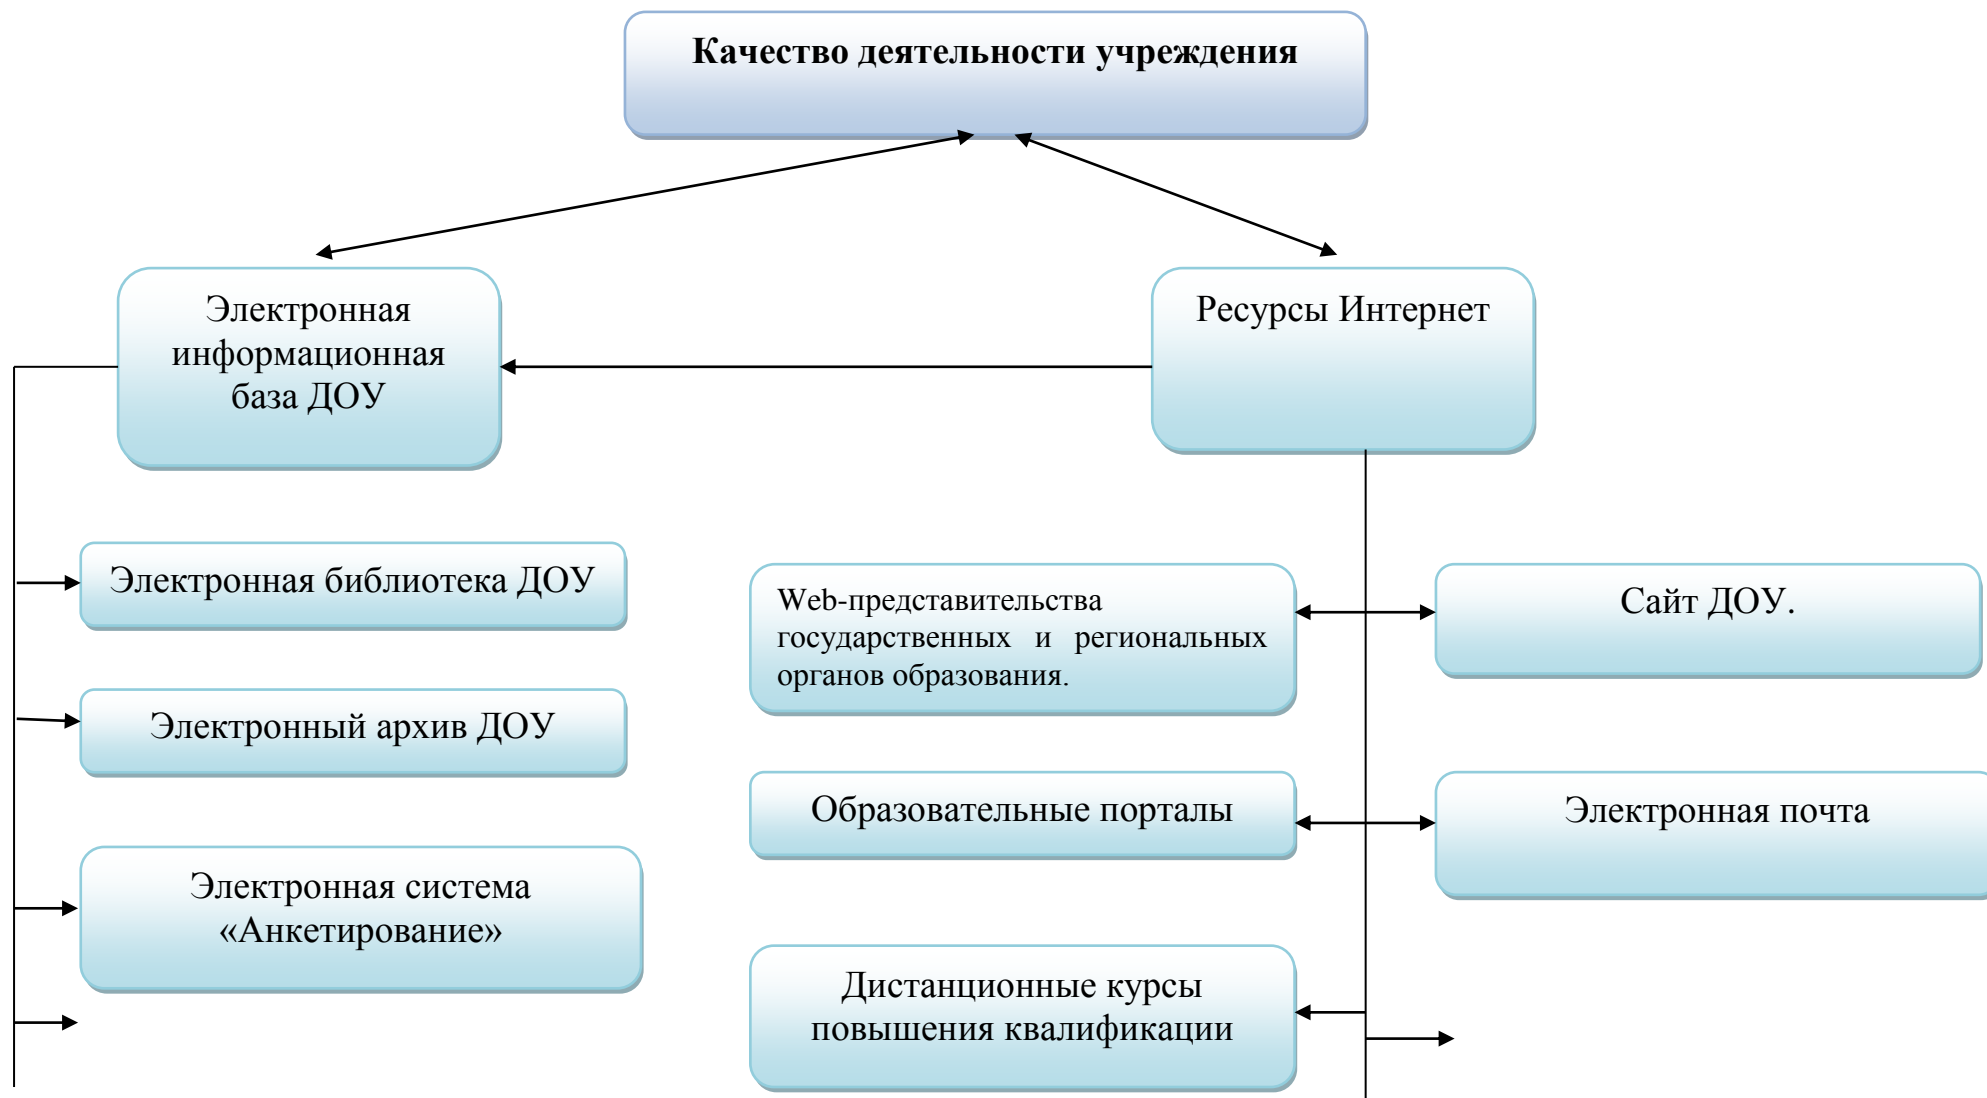 Качество деятельности учреждения
Электронная
информационная
база ДОУ
Ресурсы Интернет
Электронная библиотека ДОУ
Электронный архив ДОУ
Электронная система
«Анкетирование»
Web-представительства
государственных и региональных
органов образования.
Сайт ДОУ.
Образовательные порталы
Электронная почта
Дистанционные курсы
повышения квалификации